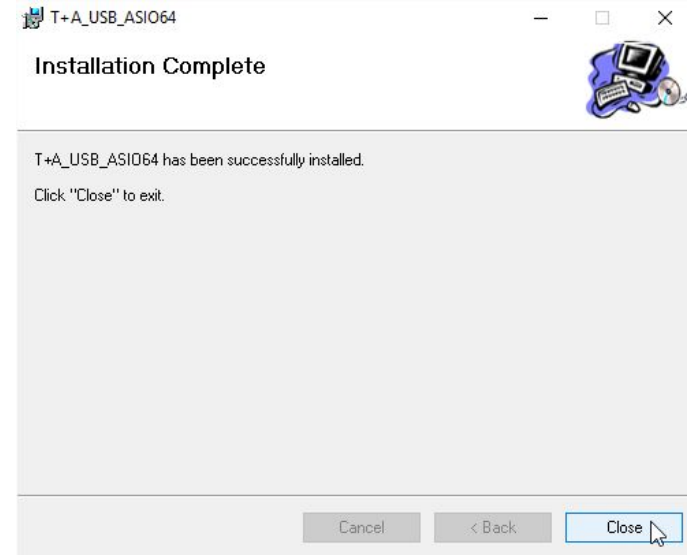 T+A_USB_ASIO64
Installation Complete
T+A_USB_ASIO64 has been successfully installed.
Click "Close" to exit.
Cancel
< Back
Close